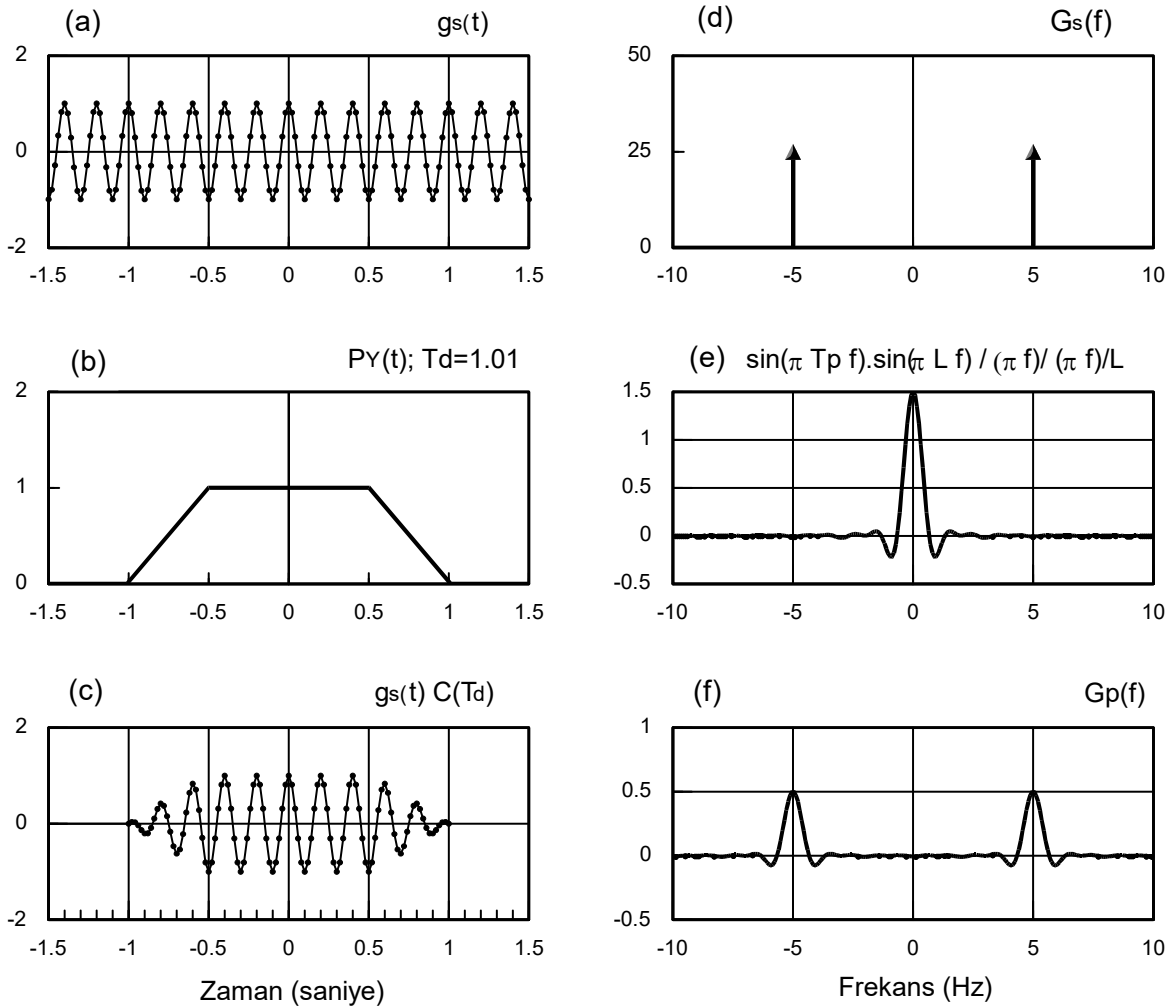 (a) gs(t)
2
0
-2
-1.5 -1 -0.5 0 0.5 1 1.5
(d) Gs(f)
50
25
0
-10 -5 0 5 10
(b) PY(t); Td=1.01
2
1
0
-1.5 -1 -0.5 0 0.5 1 1.5
(e) sin(π Tp f).sin(π L f) / (π f)/ (π f)/L
1.5
1
0.5
0
-0.5
-10 -5 0 5 10
(c) gs(t) C(Td)
2
0
-2
-1.5 -1 -0.5 0 0.5 1 1.5
Zaman (saniye)
(f) Gp(f)
1
0.5
0
-0.5
-10 -5 0 5 10
Frekans (Hz)